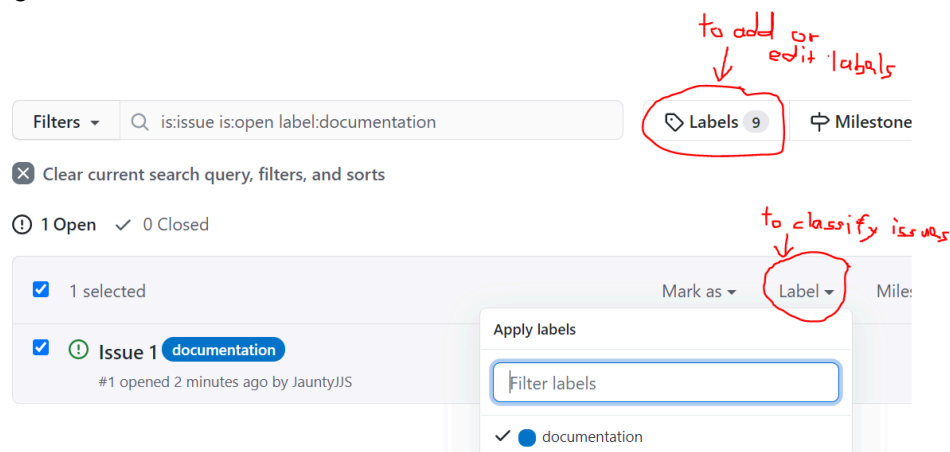 to add or
edit labels
Filters
is:issue is:open label:documentation
Labels 9
Milestone
Clear current search query, filters, and sorts
1 Open
0 Closed
to classify issues
1 selected
Mark as
Label
Miles
Apply labels
Issue 1 documentation
#1 opened 2 minutes ago by JauntyJJS
Filter labels
documentation